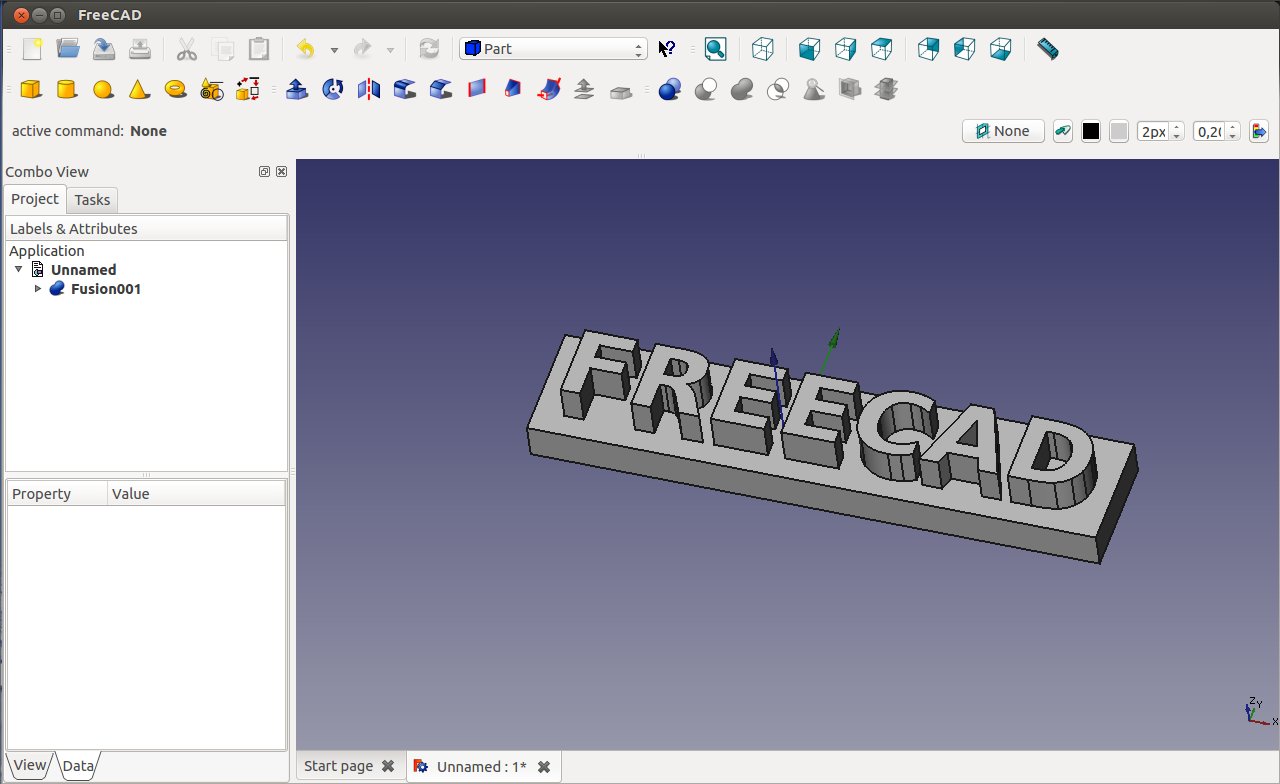 FreeCAD
Part
active command: None
None
2px
0,20
Combo View
Project
Tasks
Labels & Attributes
Application
Unnamed
Fusion001
Property
Value
FREECAD
Z
Y
X
View
Data
Start page
Unnamed : 1*